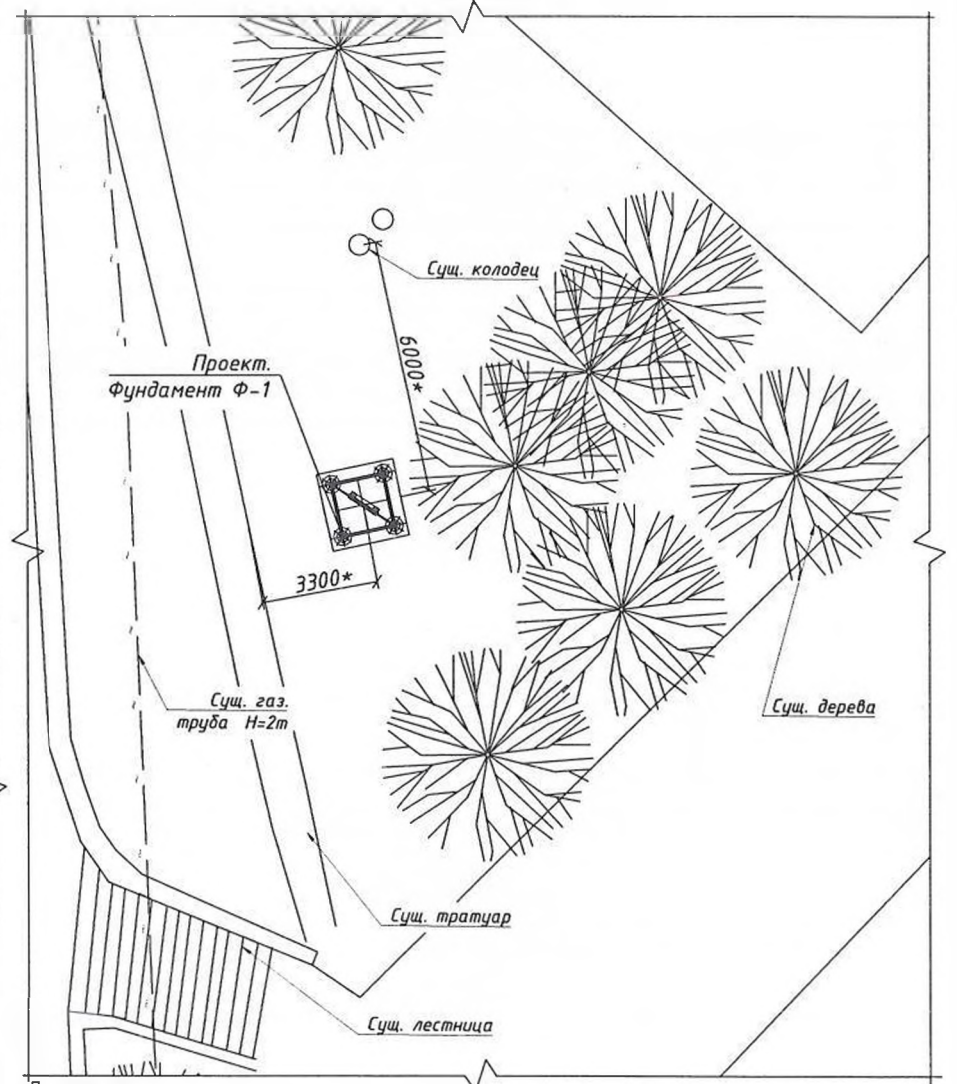 Сущ. колодец
6000*
Проект.
Фундамент Ф-1
3300*
Сущ. газ.
труба Н=2m
Сущ. дерева
Сущ. тратуар
Сущ. лестница